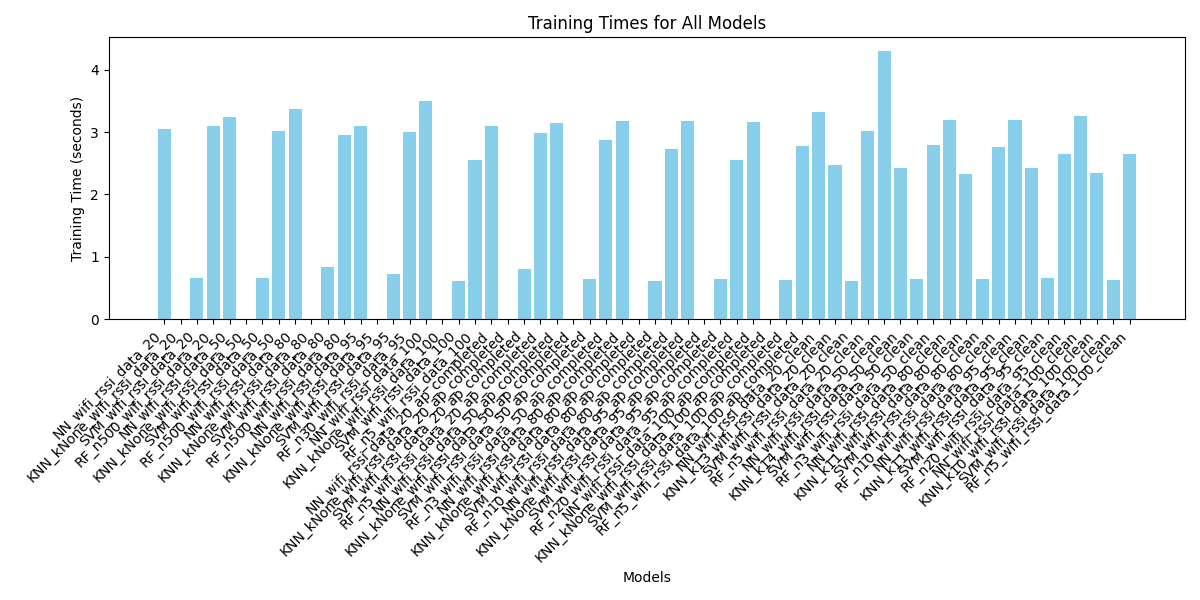 Training Times for All Models
Training Time (seconds)
4
3
2
1
0
NN_wifi_rssi_data_20
KNN_kNone_wifi_rssi_data_20
SVM_wifi_rssi_data_20
RF_n500_wifi_rssi_data_20
NN_wifi_rssi_data_50
KNN_kNone_wifi_rssi_data_50
SVM_wifi_rssi_data_50
RF_n500_wifi_rssi_data_50
NN_wifi_rssi_data_80
KNN_kNone_wifi_rssi_data_80
SVM_wifi_rssi_data_80
RF_n500_wifi_rssi_data_80
NN_wifi_rssi_data_95
KNN_kNone_wifi_rssi_data_95
SVM_wifi_rssi_data_95
RF_n30_wifi_rssi_data_95
NN_wifi_rssi_data_100
KNN_kNone_wifi_rssi_data_100
SVM_wifi_rssi_data_100
RF_n5_wifi_rssi_data_100
NN_wifi_rssi_data_20_ap_completed
KNN_kNone_wifi_rssi_data_20_ap_completed
SVM_wifi_rssi_data_20_ap_completed
RF_n5_wifi_rssi_data_20_ap_completed
NN_wifi_rssi_data_50_ap_completed
KNN_kNone_wifi_rssi_data_50_ap_completed
SVM_wifi_rssi_data_50_ap_completed
RF_n3_wifi_rssi_data_50_ap_completed
NN_wifi_rssi_data_80_ap_completed
KNN_kNone_wifi_rssi_data_80_ap_completed
SVM_wifi_rssi_data_80_ap_completed
RF_n10_wifi_rssi_data_80_ap_completed
NN_wifi_rssi_data_95_ap_completed
KNN_kNone_wifi_rssi_data_95_ap_completed
SVM_wifi_rssi_data_95_ap_completed
RF_n20_wifi_rssi_data_95_ap_completed
NN_wifi_rssi_data_100_ap_completed
KNN_kNone_wifi_rssi_data_100_ap_completed
SVM_wifi_rssi_data_100_ap_completed
RF_n5_wifi_rssi_data_100_ap_completed
NN_wifi_rssi_data_20_clean
KNN_k13_wifi_rssi_data_20_clean
SVM_wifi_rssi_data_20_clean
RF_n5_wifi_rssi_data_20_clean
NN_wifi_rssi_data_50_clean
KNN_k14_wifi_rssi_data_50_clean
SVM_wifi_rssi_data_50_clean
RF_n3_wifi_rssi_data_50_clean
NN_wifi_rssi_data_80_clean
KNN_k11_wifi_rssi_data_80_clean
SVM_wifi_rssi_data_80_clean
RF_n10_wifi_rssi_data_80_clean
NN_wifi_rssi_data_95_clean
KNN_k11_wifi_rssi_data_95_clean
SVM_wifi_rssi_data_95_clean
RF_n20_wifi_rssi_data_95_clean
NN_wifi_rssi_data_100_clean
KNN_k10_wifi_rssi_data_100_clean
SVM_wifi_rssi_data_100_clean
RF_n5_wifi_rssi_data_100_clean
Models